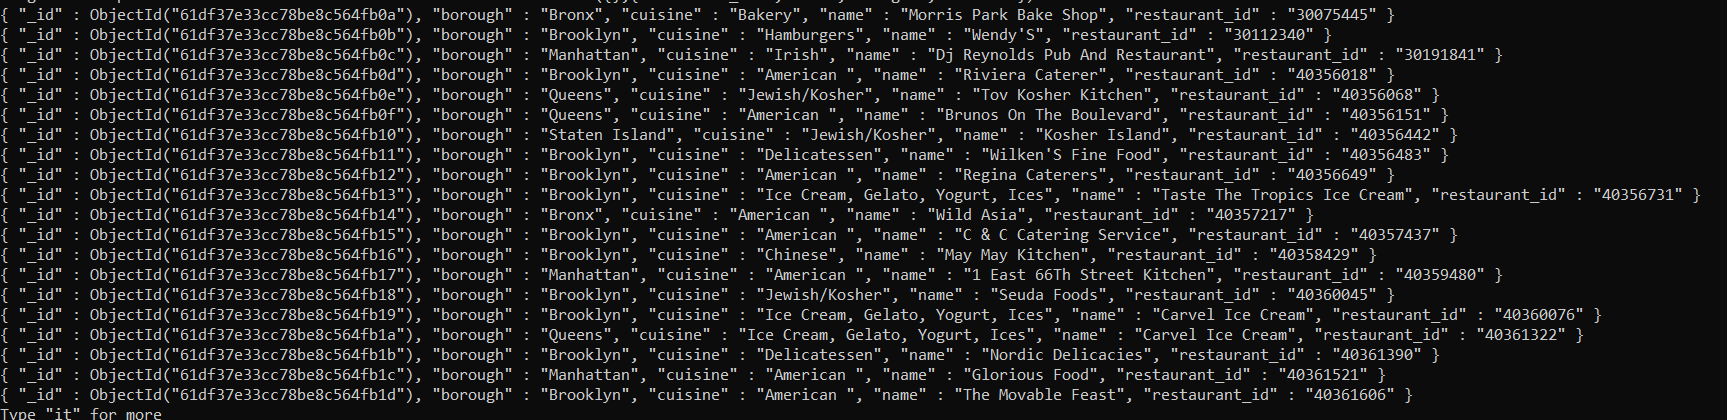 { "_id" : ObjectId("61df37e33cc78be8c564fb0a"), "borough" : "Bronx", "cuisine" : "Bakery", "name" : "Morris Park Bake Shop", "restaurant_id" : "30075445" }
{ "_id" : ObjectId("61df37e33cc78be8c564fb0b"), "borough" : "Brooklyn", "cuisine" : "Hamburgers", "name" : "Wendy'S", "restaurant_id" : "30112340" }
{ "_id" : ObjectId("61df37e33cc78be8c564fb0c"), "borough" : "Manhattan", "cuisine" : "Irish", "name" : "Dj Reynolds Pub And Restaurant", "restaurant_id" : "30191841" }
{ "_id" : ObjectId("61df37e33cc78be8c564fb0d"), "borough" : "Brooklyn", "cuisine" : "American ", "name" : "Riviera Caterer", "restaurant_id" : "40356018" }
{ "_id" : ObjectId("61df37e33cc78be8c564fb0e"), "borough" : "Queens", "cuisine" : "Jewish/Kosher", "name" : "Tov Kosher Kitchen", "restaurant_id" : "40356068" }
{ "_id" : ObjectId("61df37e33cc78be8c564fb0f"), "borough" : "Queens", "cuisine" : "American ", "name" : "Brunos On The Boulevard", "restaurant_id" : "40356151" }
{ "_id" : ObjectId("61df37e33cc78be8c564fb10"), "borough" : "Staten Island", "cuisine" : "Jewish/Kosher", "name" : "Kosher Island", "restaurant_id" : "40356442" }
{ "_id" : ObjectId("61df37e33cc78be8c564fb11"), "borough" : "Brooklyn", "cuisine" : "Delicatessen", "name" : "Wilken'S Fine Food", "restaurant_id" : "40356483" }
{ "_id" : ObjectId("61df37e33cc78be8c564fb12"), "borough" : "Brooklyn", "cuisine" : "American ", "name" : "Regina Caterers", "restaurant_id" : "40356649" }
{ "_id" : ObjectId("61df37e33cc78be8c564fb13"), "borough" : "Brooklyn", "cuisine" : "Ice Cream, Gelato, Yogurt, Ices", "name" : "Taste The Tropics Ice Cream", "restaurant_id" : "40356731" }
{ "_id" : ObjectId("61df37e33cc78be8c564fb14"), "borough" : "Bronx", "cuisine" : "American ", "name" : "Wild Asia", "restaurant_id" : "40357217" }
{ "_id" : ObjectId("61df37e33cc78be8c564fb15"), "borough" : "Brooklyn", "cuisine" : "American ", "name" : "C & C Catering Service", "restaurant_id" : "40357437" }
{ "_id" : ObjectId("61df37e33cc78be8c564fb16"), "borough" : "Brooklyn", "cuisine" : "Chinese", "name" : "May May Kitchen", "restaurant_id" : "40358429" }
{ "_id" : ObjectId("61df37e33cc78be8c564fb17"), "borough" : "Manhattan", "cuisine" : "American ", "name" : "1 East 66Th Street Kitchen", "restaurant_id" : "40359480" }
{ "_id" : ObjectId("61df37e33cc78be8c564fb18"), "borough" : "Brooklyn", "cuisine" : "Jewish/Kosher", "name" : "Seuda Foods", "restaurant_id" : "40360045" }
{ "_id" : ObjectId("61df37e33cc78be8c564fb19"), "borough" : "Brooklyn", "cuisine" : "Ice Cream, Gelato, Yogurt, Ices", "name" : "Carvel Ice Cream", "restaurant_id" : "40360076" }
{ "_id" : ObjectId("61df37e33cc78be8c564fb1a"), "borough" : "Queens", "cuisine" : "Ice Cream, Gelato, Yogurt, Ices", "name" : "Carvel Ice Cream", "restaurant_id" : "40361322" }
{ "_id" : ObjectId("61df37e33cc78be8c564fb1b"), "borough" : "Brooklyn", "cuisine" : "Delicatessen", "name" : "Nordic Delicacies", "restaurant_id" : "40361390" }
{ "_id" : ObjectId("61df37e33cc78be8c564fb1c"), "borough" : "Manhattan", "cuisine" : "American ", "name" : "Glorious Food", "restaurant_id" : "40361521" }
{ "_id" : ObjectId("61df37e33cc78be8c564fb1d"), "borough" : "Brooklyn", "cuisine" : "American ", "name" : "The Movable Feast", "restaurant_id" : "40361606" }
Type "it" for more